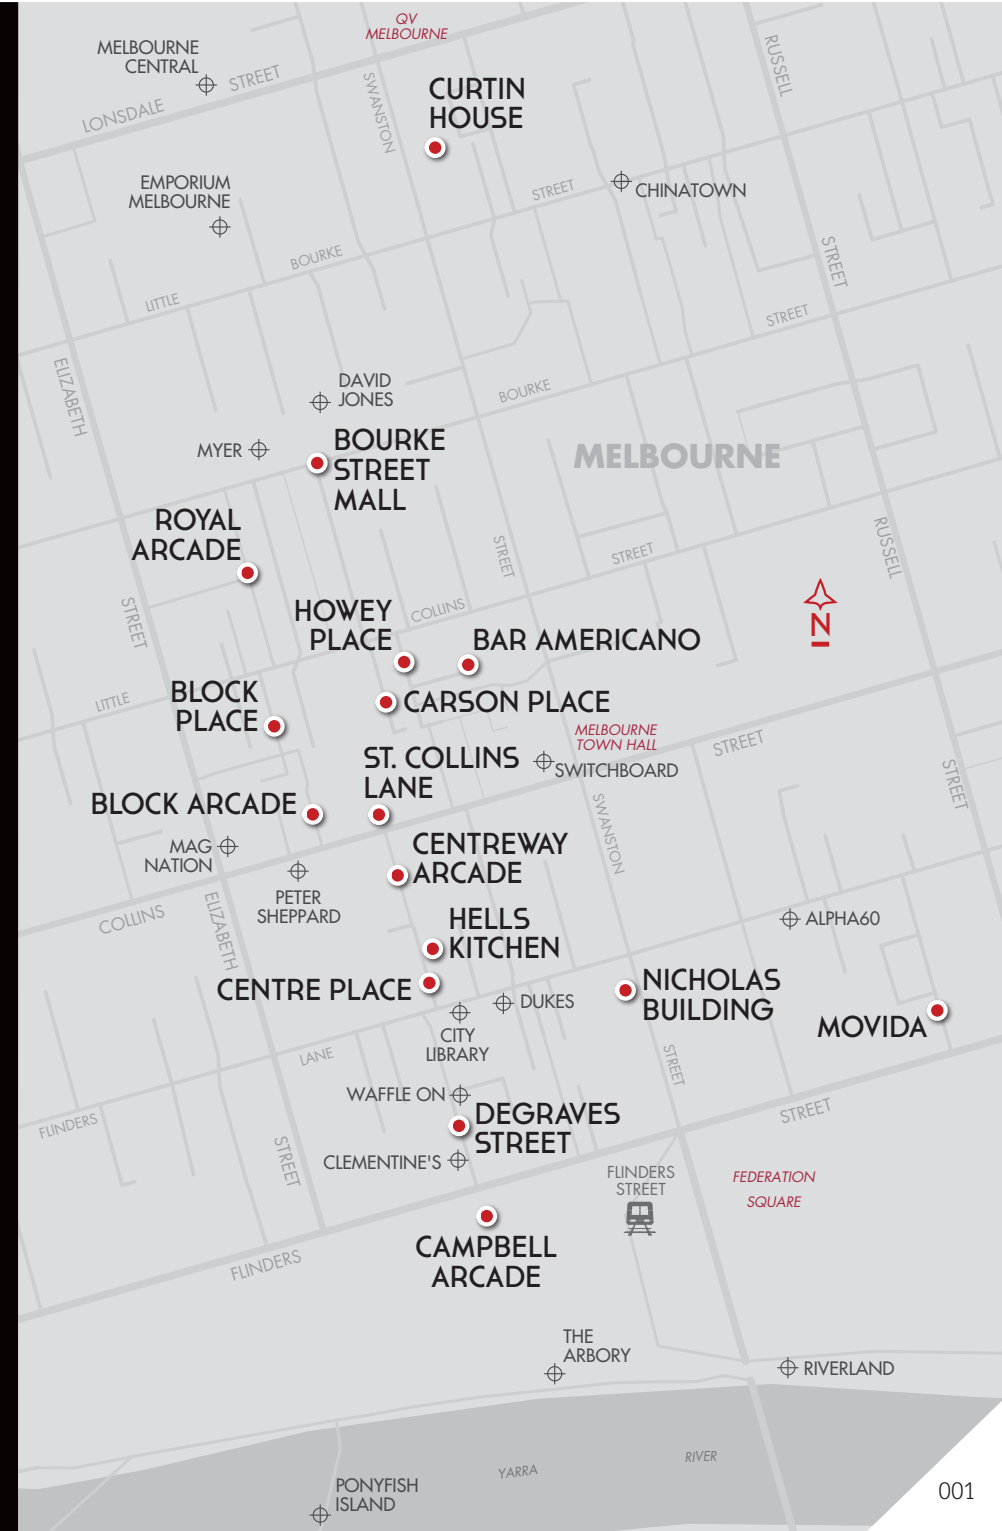 QV
MELBOURNE
MELBOURNE
CENTRAL
LONSDALE
STREET
SWANSTON
RUSSELL
CURTIN
HOUSE
EMPORIUM
MELBOURNE
STREET
CHINATOWN
LITTLE
BOURKE
STREET
STREET
ELIZABETH
DAVID
JONES
BOURKE
MYER
BOURKE
STREET
MALL
MELBOURNE
ROYAL
ARCADE
STREET
STREET
RUSSELL
STREET
HOWEY
PLACE
COLLINS
BAR AMERICANO
N
LITTLE
BLOCK
PLACE
CARSON PLACE
MELBOURNE
TOWN HALL
STREET
ST. COLLINS
LANE
SWITCHBOARD
STREET
BLOCK ARCADE
SWANSTON
MAG
NATION
CENTREWAY
ARCADE
PETER
SHEPPARD
COLLINS
ELIZABETH
HELLS
KITCHEN
ALPHA60
CENTRE PLACE
NICHOLAS
BUILDING
DUKES
CITY
LIBRARY
MOVIDA
LANE
STREET
WAFFLE ON
FLINDERS
DEGRAVES
STREET
STREET
STREET
CLEMENTINE'S
FLINDERS
STREET
FEDERATION
SQUARE
CAMPBELL
ARCADE
FLINDERS
THE
ARBORY
RIVERLAND
YARRA
RIVER
PONYFISH
ISLAND
001